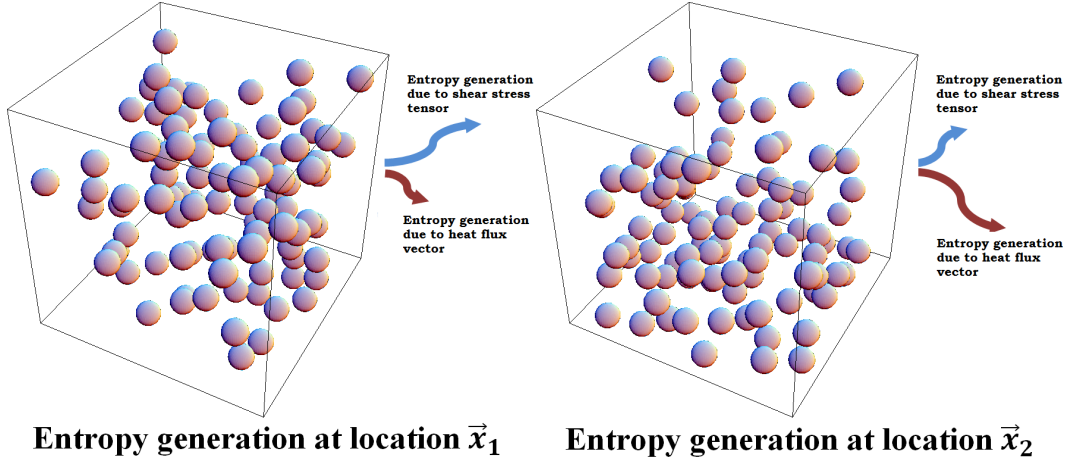 Entropy generation
due to shear stress
tensor
Entropy generation
due to heat flux
vector
Entropy generation at location x⃗₁
Entropy generation
due to shear stress
tensor
Entropy generation
due to heat flux
vector
Entropy generation at location x⃗₂